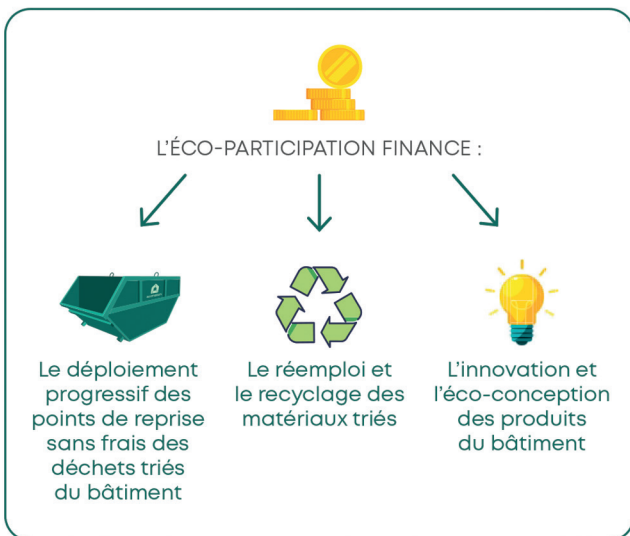 L'ÉCO-PARTICIPATION FINANCE :
Le déploiement
progressif des
points de reprise
sans frais des
déchets triés
du bâtiment
Le réemploi et
le recyclage des
matériaux triés
L'innovation et
l'éco-conception
des produits
du bâtiment